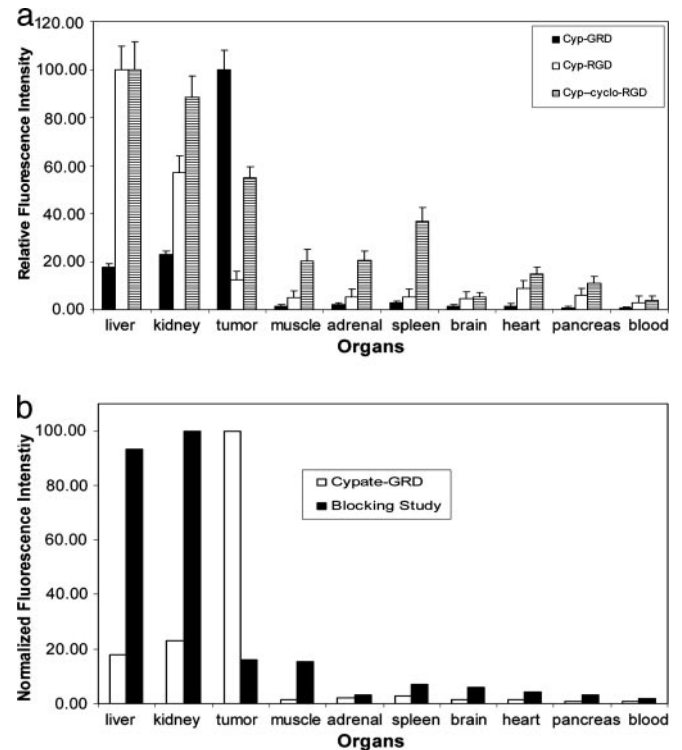 a
120.00
100.00
80.00
60.00
40.00
20.00
0.00
Relative Fluorescence Intensity
Cyp-GRD
Cyp-RGD
Cyp–cyclo-RGD
liver kidney tumor muscle adrenal spleen brain heart pancreas blood
Organs
b
100.00
80.00
60.00
40.00
20.00
0.00
Normalized Fluorescence Intenstiy
Cypate-GRD
Blocking Study
liver kidney tumor muscle adrenal spleen brain heart pancreas blood
Organs